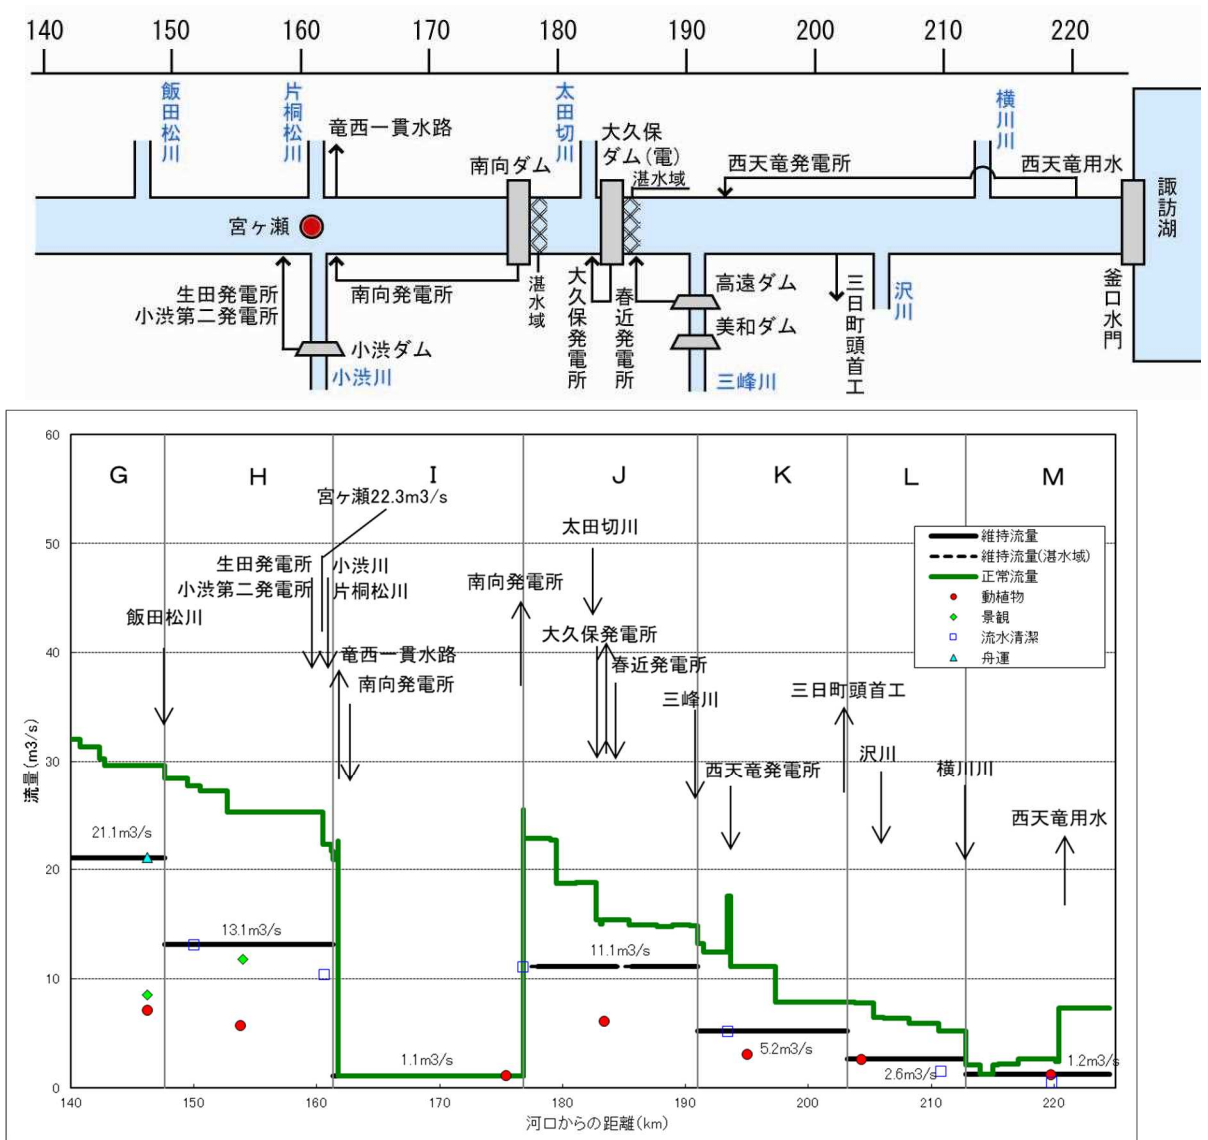 140 150 160 170 180 190 200 210 220
飯田松川
片桐松川
竜西一貫水路
南向ダム
太田切川
大久保
ダム(電)
湛水域
西天竜発電所
横川川
西天竜用水
諏訪湖
宮ヶ瀬
生田発電所
小渋第二発電所
南向発電所
湛水域
大久保発電所
春近発電所
高遠ダム
美和ダム
三日町頭首工
沢川
釜口水門
小渋ダム
小渋川
三峰川
60
50
40
30
20
10
0
流量(m3/s)
G H I J K L M
宮ヶ瀬22.3m3/s
太田切川
生田発電所
小渋第二発電所
小渋川
片桐松川
飯田松川
竜西一貫水路
南向発電所
南向発電所
大久保発電所
春近発電所
三峰川
西天竜発電所
三日町頭首工
沢川
横川川
西天竜用水
維持流量
維持流量(湛水域)
正常流量
動植物
景観
流水清潔
舟運
21.1m3/s
13.1m3/s
1.1m3/s
11.1m3/s
5.2m3/s
2.6m3/s
1.2m3/s
140 150 160 170 180 190 200 210 220
河口からの距離(km)